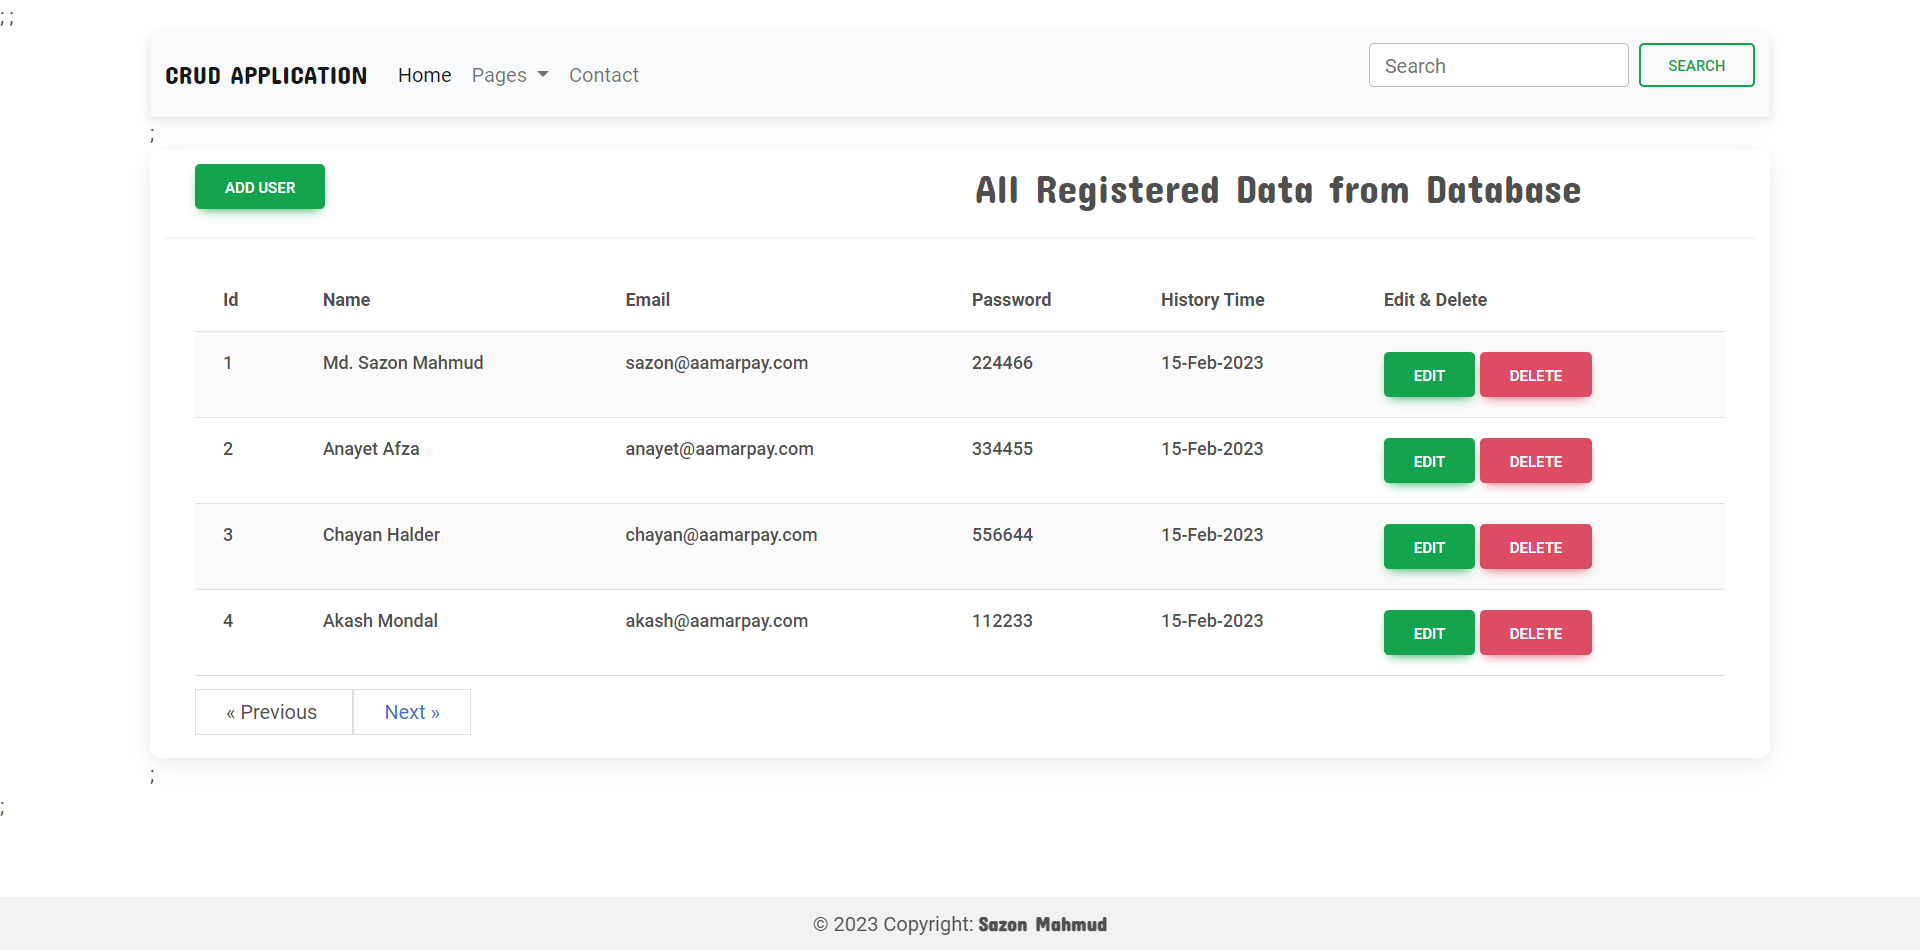 ; ;
CRUD APPLICATION Home Pages Contact Search SEARCH
;
ADD USER All Registered Data from Database
Id Name Email Password History Time Edit & Delete
1 Md. Sazon Mahmud sazon@aamarpay.com 224466 15-Feb-2023 EDIT DELETE
2 Anayet Afza anayet@aamarpay.com 334455 15-Feb-2023 EDIT DELETE
3 Chayan Halder chayan@aamarpay.com 556644 15-Feb-2023 EDIT DELETE
4 Akash Mondal akash@aamarpay.com 112233 15-Feb-2023 EDIT DELETE
« Previous Next »
;
;
© 2023 Copyright: Sazon Mahmud